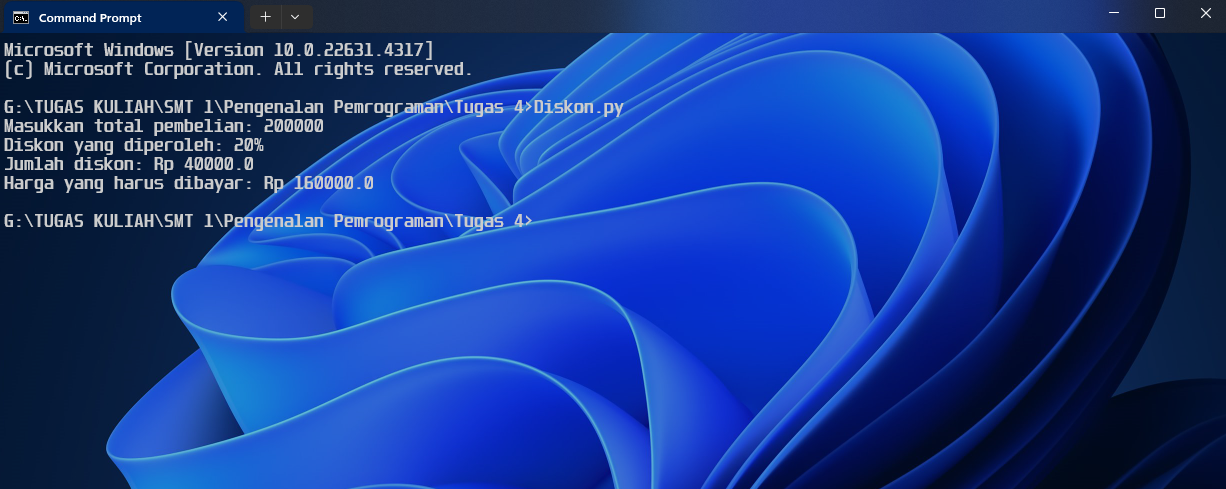 Command Prompt
Microsoft Windows [Version 10.0.22631.4317]
(c) Microsoft Corporation. All rights reserved.
G:\TUGAS KULIAH\SMT 1\Pengenalan Pemrograman\Tugas 4>Diskon.py
Masukkan total pembelian: 200000
Diskon yang diperoleh: 20%
Jumlah diskon: Rp 40000.0
Harga yang harus dibayar: Rp 160000.0
G:\TUGAS KULIAH\SMT 1\Pengenalan Pemrograman\Tugas 4>